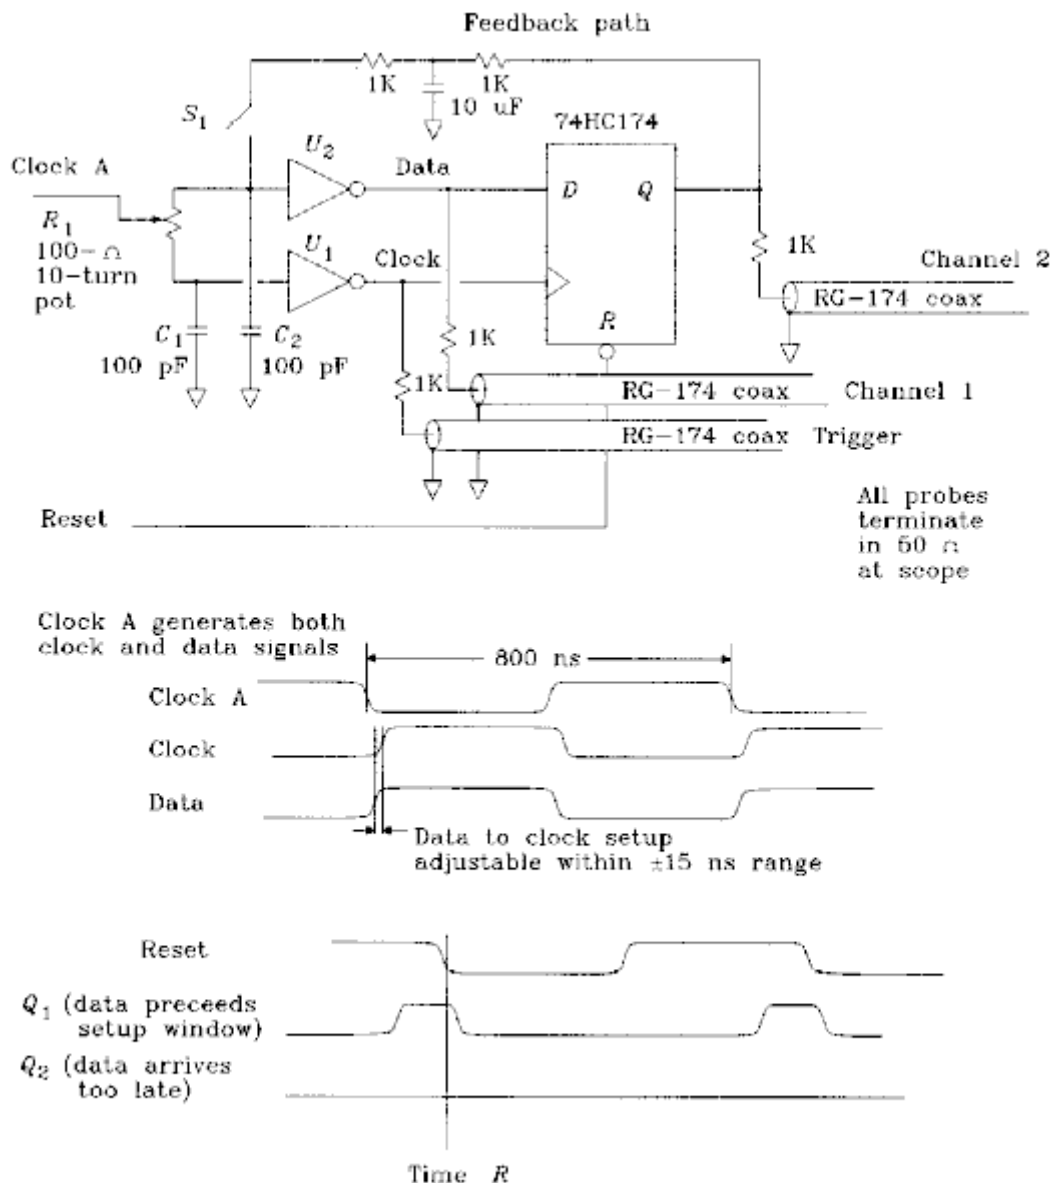 Feedback path
1K
1K
10 uF
S1
74HC174
U2
Clock A
Data
D
Q
R1
100-Ω
10-turn
pot
U1
Clock
1K
Channel 2
RG-174 coax
C1
100 pF
C2
100 pF
R
1K
1K
RG-174 coax
Channel 1
RG-174 coax
Trigger
Reset
All probes
terminate
in 50 Ω
at scope
Clock A generates both
clock and data signals
800 ns
Clock A
Clock
Data
Data to clock setup
adjustable within ±15 ns range
Reset
Q1 (data preceeds
setup window)
Q2 (data arrives
too late)
Time R